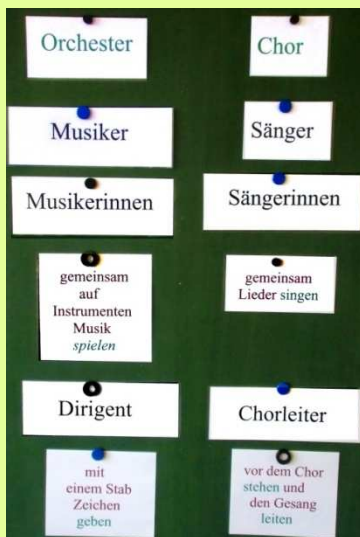 Orchester
Chor
Musiker
Sänger
Musikerinnen
Sängerinnen
gemeinsam
auf
Instrumenten
Musik
spielen
gemeinsam
Lieder singen
Dirigent
Chorleiter
mit
einem Stab
Zeichen
geben
vor dem Chor
stehen und
den Gesang
leiten